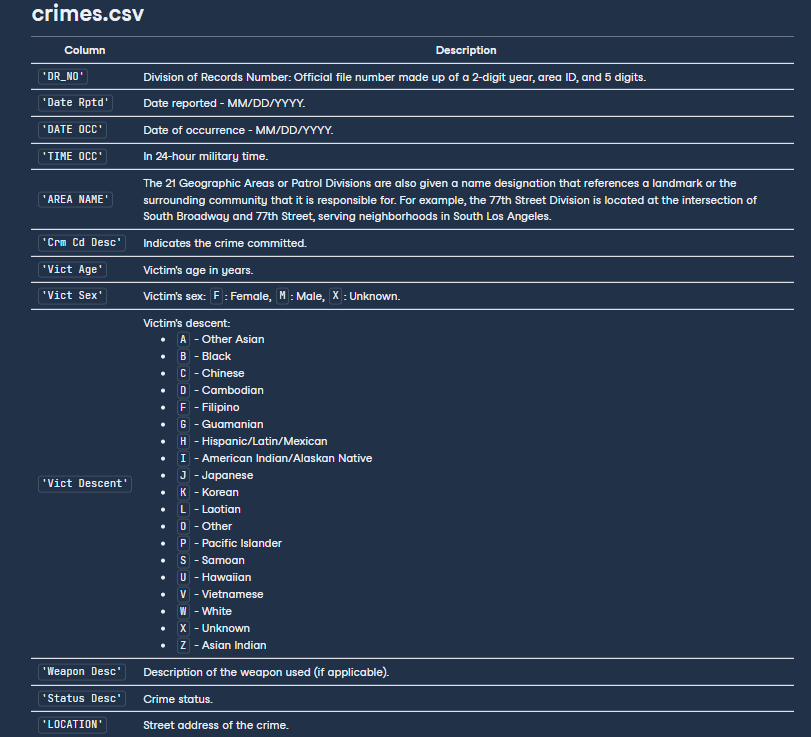 crimes.csv
Column Description
'DR_NO' Division of Records Number: Official file number made up of a 2-digit year, area ID, and 5 digits.
'Date Rptd' Date reported - MM/DD/YYYY.
'DATE OCC' Date of occurrence - MM/DD/YYYY.
'TIME OCC' In 24-hour military time.
'AREA NAME' The 21 Geographic Areas or Patrol Divisions are also given a name designation that references a landmark or the
surrounding community that it is responsible for. For example, the 77th Street Division is located at the intersection of
South Broadway and 77th Street, serving neighborhoods in South Los Angeles.
'Crm Cd Desc' Indicates the crime committed.
'Vict Age' Victim's age in years.
'Vict Sex' Victim's sex: F : Female, M : Male, X : Unknown.
'Vict Descent' Victim's descent:
• A - Other Asian
• B - Black
• C - Chinese
• D - Cambodian
• F - Filipino
• G - Guamanian
• H - Hispanic/Latin/Mexican
• I - American Indian/Alaskan Native
• J - Japanese
• K - Korean
• L - Laotian
• O - Other
• P - Pacific Islander
• S - Samoan
• U - Hawaiian
• V - Vietnamese
• W - White
• X - Unknown
• Z - Asian Indian
'Weapon Desc' Description of the weapon used (if applicable).
'Status Desc' Crime status.
'LOCATION' Street address of the crime.